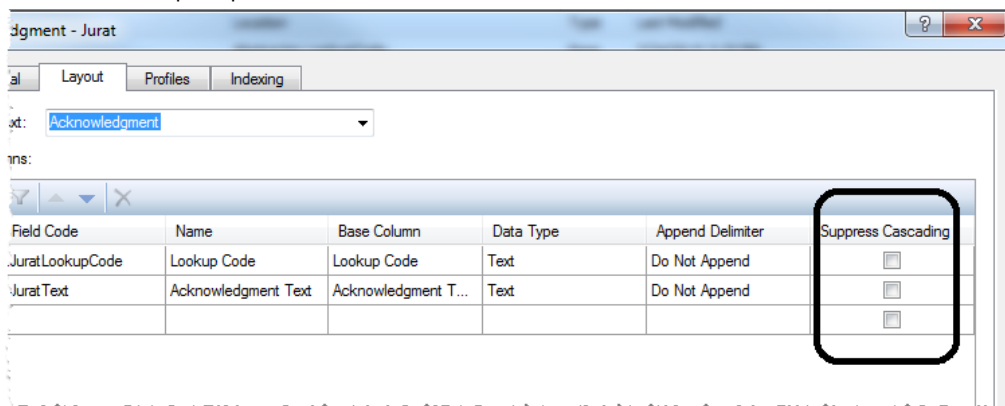 dgment - Jurat
al Layout Profiles Indexing
xt: Acknowledgment
nns:
Field Code Name Base Column Data Type Append Delimiter Suppress Cascading
JuratLookupCode Lookup Code Lookup Code Text Do Not Append
JuratText Acknowledgment Text Acknowledgment T... Text Do Not Append